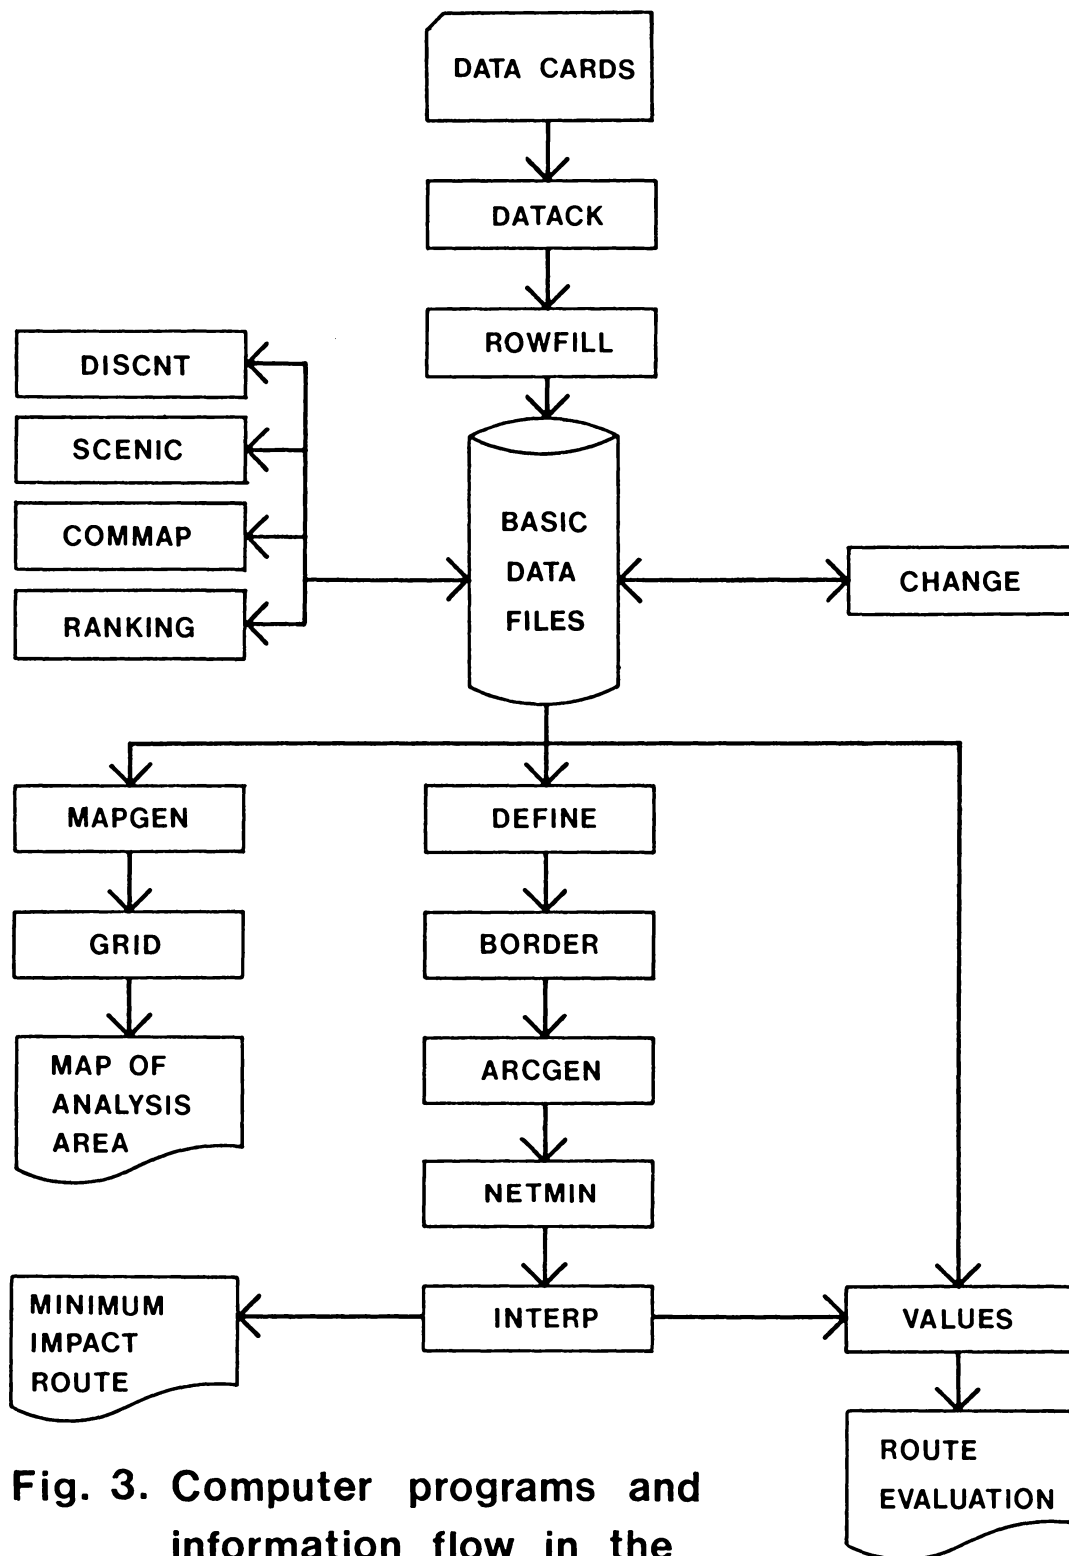 DATA CARDS
DATACK
ROWFILL
DISCNT
SCENIC
COMMAP
RANKING
BASIC
DATA
FILES
CHANGE
MAPGEN
DEFINE
GRID
BORDER
MAP OF
ANALYSIS
AREA
ARCGEN
NETMIN
MINIMUM
IMPACT
ROUTE
INTERP
VALUES
ROUTE
EVALUATION
Fig. 3. Computer programs and
information flow in the